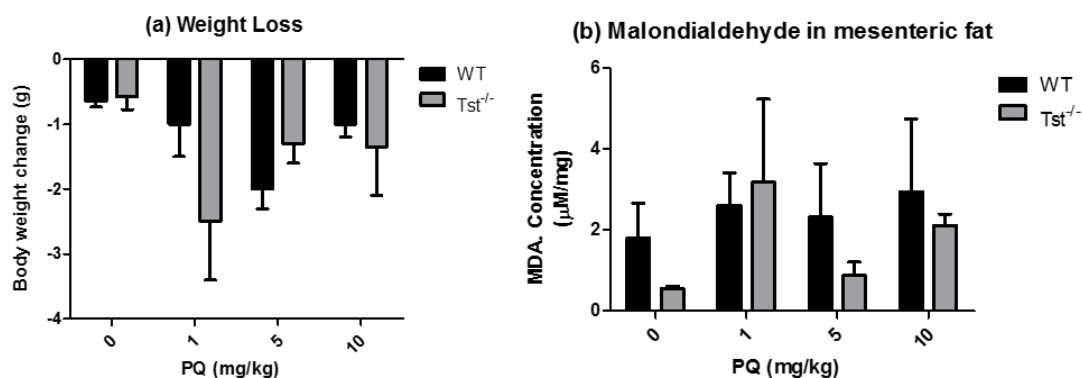 (a) Weight Loss
Body weight change (g)
0
-1
-2
-3
-4
0
1
5
10
PQ (mg/kg)
WT
Tst-/-
(b) Malondialdehyde in mesenteric fat
MDA. Concentration
(µM/mg)
6
4
2
0
0
1
5
10
PQ (mg/kg)
WT
Tst-/-